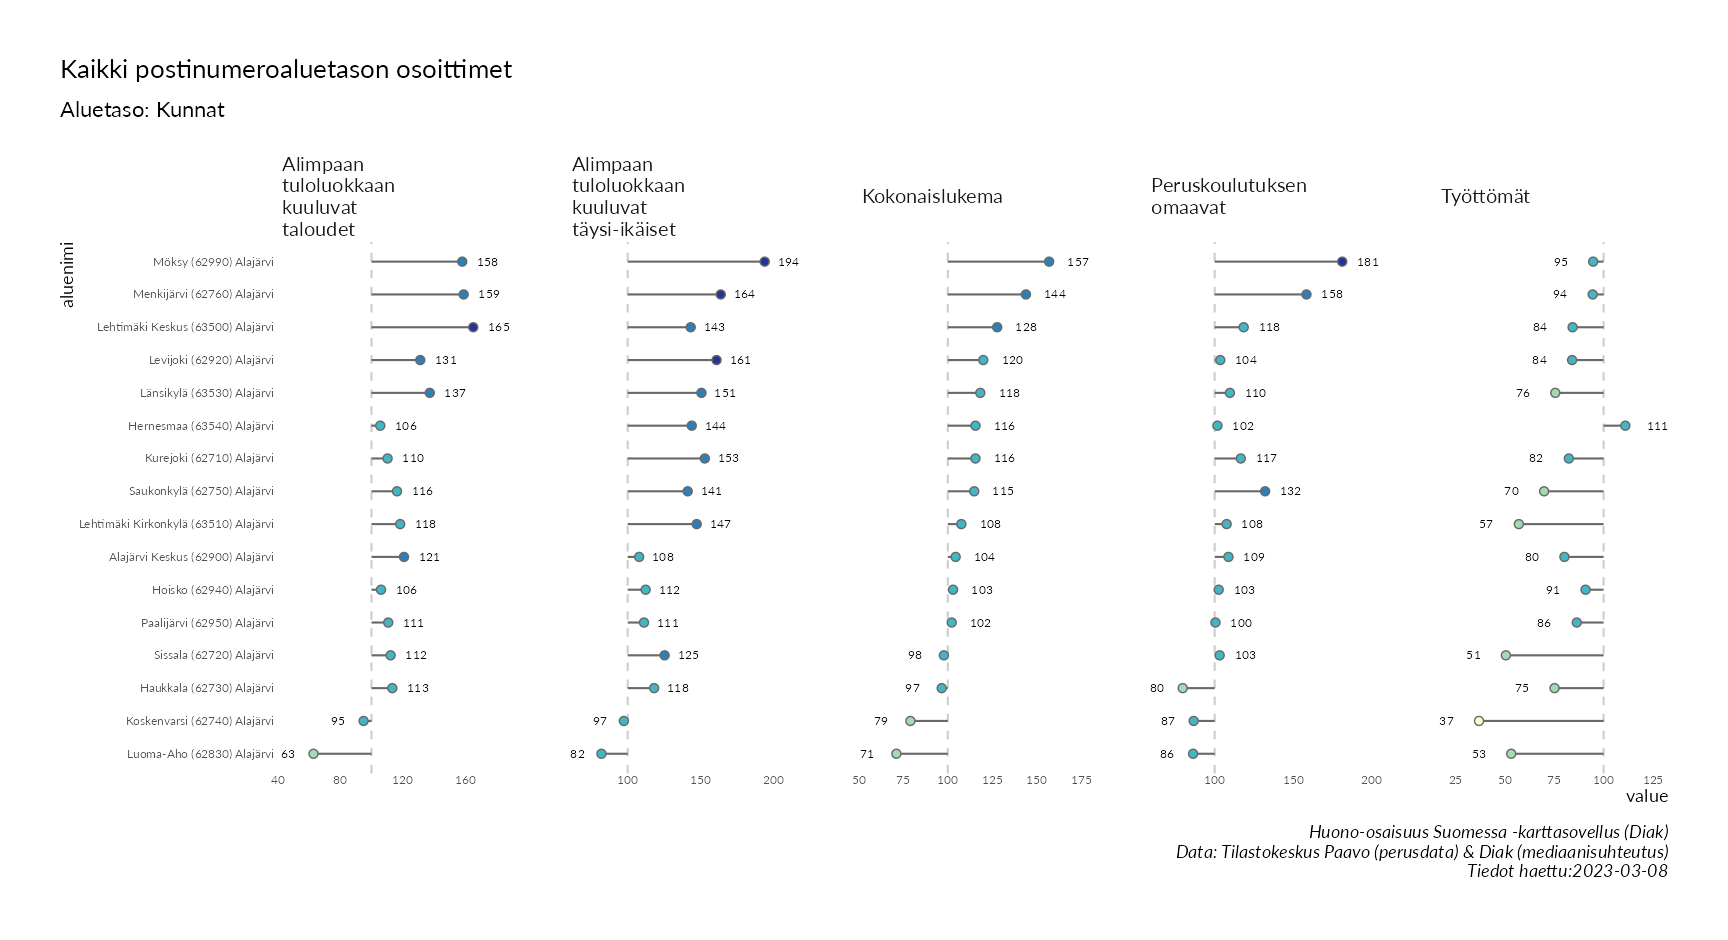 Kaikki postinumeroaluetason osoittimet
Aluetaso: Kunnat
Alimpaan
tuloluokkaan
kuuluvat
taloudet
Alimpaan
tuloluokkaan
kuuluvat
täysi-ikäiset
Kokonaislukema
Peruskoulutuksen
omaavat
Työttömät
aluenimi
Möksy (62990) Alajärvi 158 194 157 181 95
Menkijärvi (62760) Alajärvi 159 164 144 158 94
Lehtimäki Keskus (63500) Alajärvi 165 143 128 118 84
Levijoki (62920) Alajärvi 131 161 120 104 84
Länsikylä (63530) Alajärvi 137 151 118 110 76
Hernesmaa (63540) Alajärvi 106 144 116 102 111
Kurejoki (62710) Alajärvi 110 153 116 117 82
Saukonkylä (62750) Alajärvi 116 141 115 132 70
Lehtimäki Kirkonkylä (63510) Alajärvi 118 147 108 108 57
Alajärvi Keskus (62900) Alajärvi 121 108 104 109 80
Hoisko (62940) Alajärvi 106 112 103 103 91
Paalijärvi (62950) Alajärvi 111 111 102 100 86
Sissala (62720) Alajärvi 112 125 98 103 51
Haukkala (62730) Alajärvi 113 118 97 80 75
Koskenvarsi (62740) Alajärvi 95 97 79 87 37
Luoma-Aho (62830) Alajärvi 63 82 71 86 53
40 80 120 160 100 150 200 50 75 100 125 150 175 100 150 200 25 50 75 100 125
value
Huono-osaisuus Suomessa -karttasovellus (Diak)
Data: Tilastokeskus Paavo (perusdata) & Diak (mediaanisuhteutus)
Tiedot haettu:2023-03-08